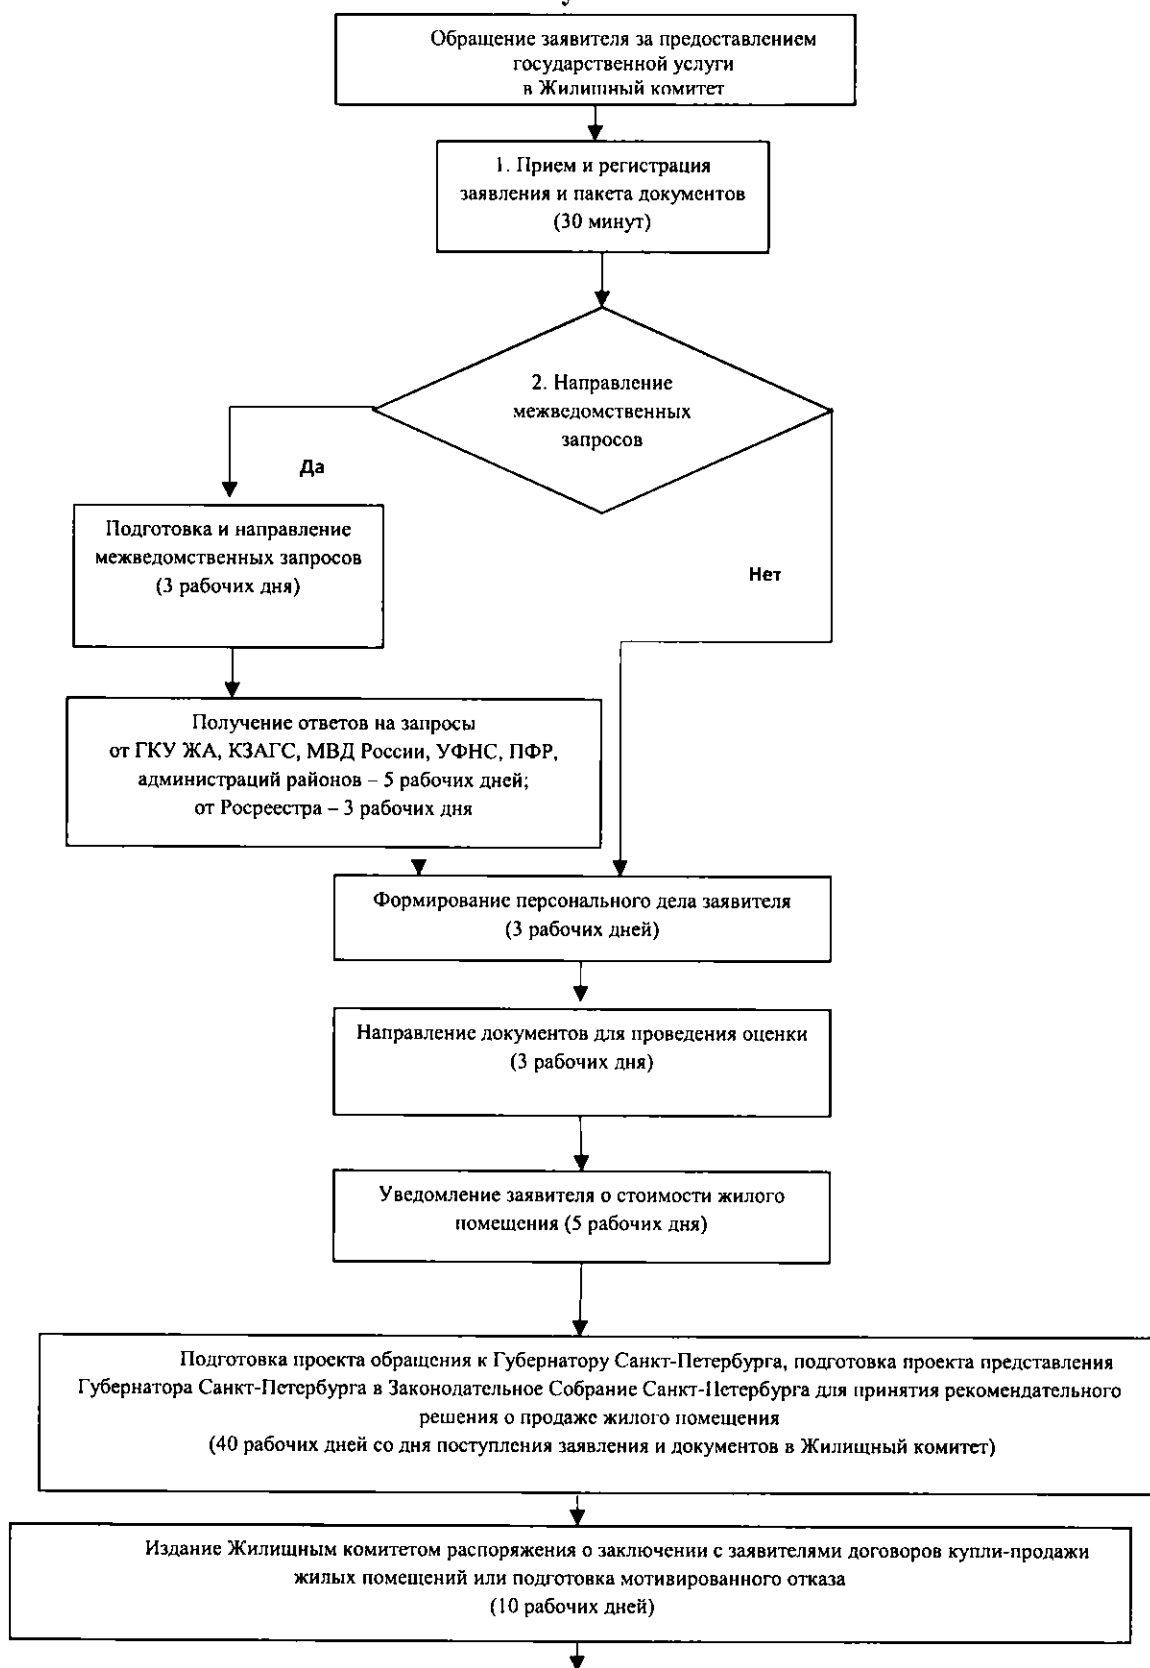 Обращение заявителя за предоставлением
государственной услуги
в Жилищный комитет
1. Прием и регистрация
заявления и пакета документов
(30 минут)
2. Направление
межведомственных
запросов
Да
Подготовка и направление
межведомственных запросов
(3 рабочих дня)
Нет
Получение ответов на запросы
от ГКУ ЖА, КЗАГС, МВД России, УФНС, ПФР,
администраций районов – 5 рабочих дней;
от Росреестра – 3 рабочих дня
Формирование персонального дела заявителя
(3 рабочих дней)
Направление документов для проведения оценки
(3 рабочих дня)
Уведомление заявителя о стоимости жилого
помещения (5 рабочих дня)
Подготовка проекта обращения к Губернатору Санкт-Петербурга, подготовка проекта представления
Губернатора Санкт-Петербурга в Законодательное Собрание Санкт-Петербурга для принятия рекомендательного
решения о продаже жилого помещения
(40 рабочих дней со дня поступления заявления и документов в Жилищный комитет)
Издание Жилищным комитетом распоряжения о заключении с заявителями договоров купли-продажи
жилых помещений или подготовка мотивированного отказа
(10 рабочих дней)